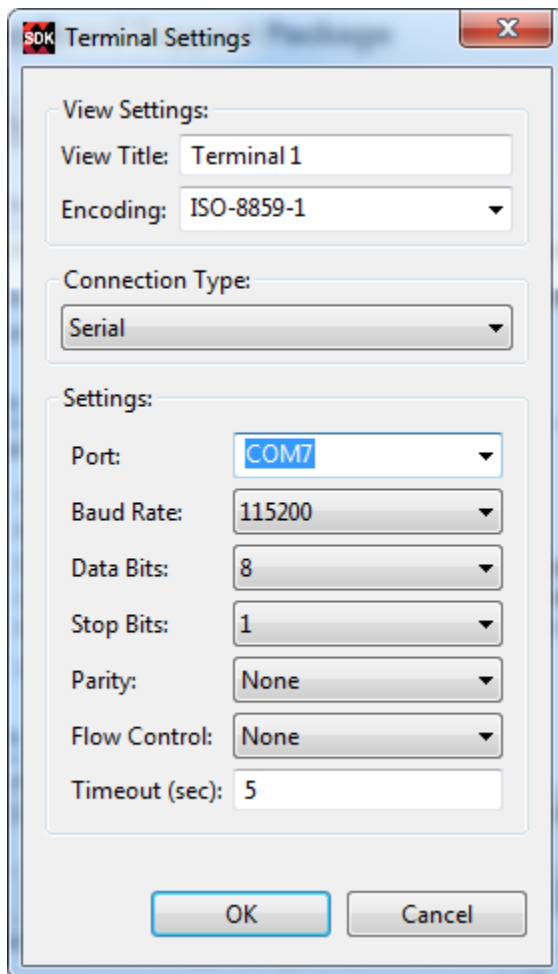 SDK Terminal Settings
View Settings:
View Title: Terminal 1
Encoding: ISO-8859-1
Connection Type:
Serial
Settings:
Port: COM7
Baud Rate: 115200
Data Bits: 8
Stop Bits: 1
Parity: None
Flow Control: None
Timeout (sec): 5
OK Cancel